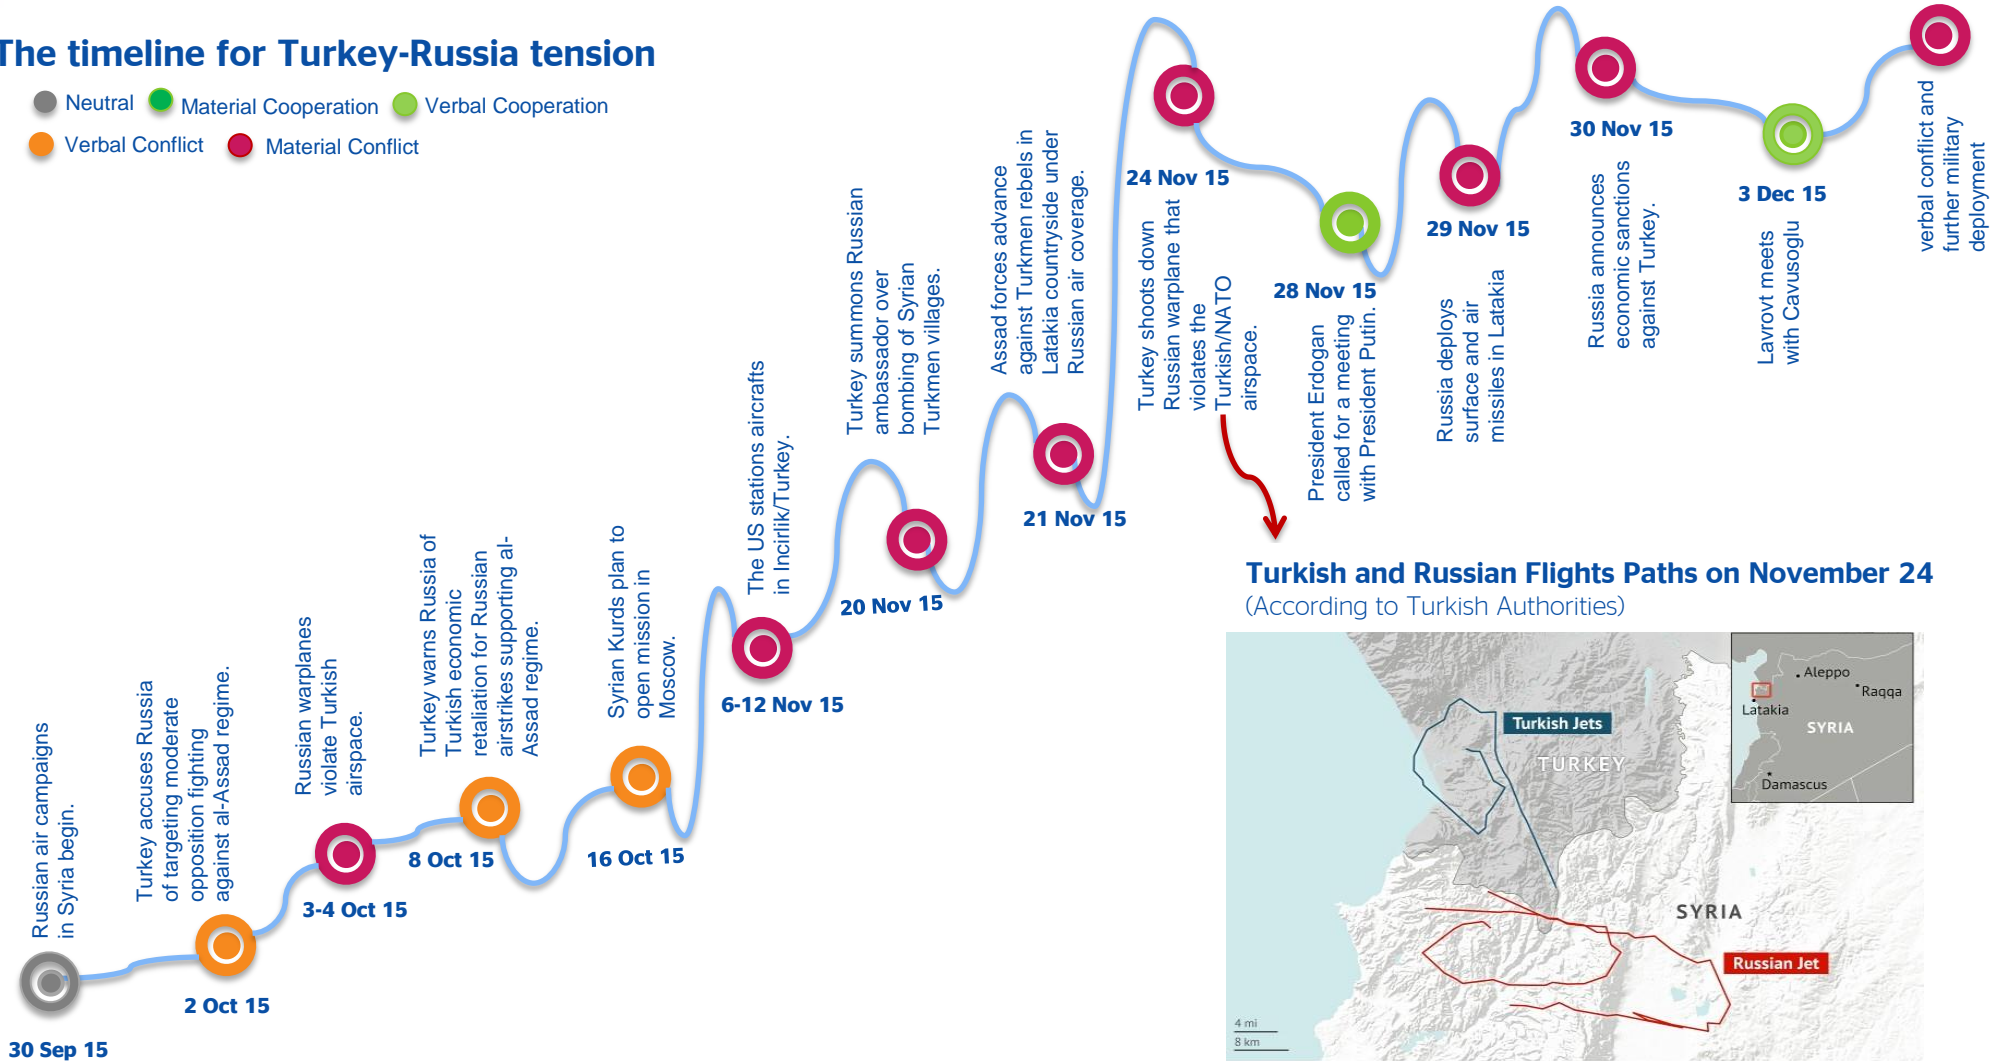 The timeline for Turkey-Russia tension
Neutral
Material Cooperation
Verbal Cooperation
Verbal Conflict
Material Conflict
Russian air campaigns
in Syria begin.
30 Sep 15
Turkey accuses Russia
of targeting moderate
opposition fighting
against al-Assad regime.
2 Oct 15
Russian warplanes
violate Turkish
airspace.
3-4 Oct 15
Turkey warns Russia of
Turkish economic
retaliation for Russian
airstrikes supporting al-
Assad regime.
8 Oct 15
Syrian Kurds plan to
open mission in
Moscow.
16 Oct 15
The US stations aircrafts
in Incirlik/Turkey.
6-12 Nov 15
Turkey summons Russian
ambassador over
bombing of Syrian
Turkmen villages.
20 Nov 15
Assad forces advance
against Turkmen rebels in
Latakia countryside under
Russian air coverage.
21 Nov 15
24 Nov 15
Turkey shoots down
Russian warplane that
violates the
Turkish/NATO
airspace.
28 Nov 15
President Erdogan
called for a meeting
with President Putin.
29 Nov 15
Russia deploys
surface and air
missiles in Latakia
30 Nov 15
Russia announces
economic sanctions
against Turkey.
3 Dec 15
Lavrovt meets
with Cavusoglu
verbal conflict and
further military
deployment
Turkish and Russian Flights Paths on November 24
(According to Turkish Authorities)
Turkish Jets
TURKEY
SYRIA
Russian Jet
4 mi
8 km
Aleppo
Raqqa
Latakia
SYRIA
Damascus